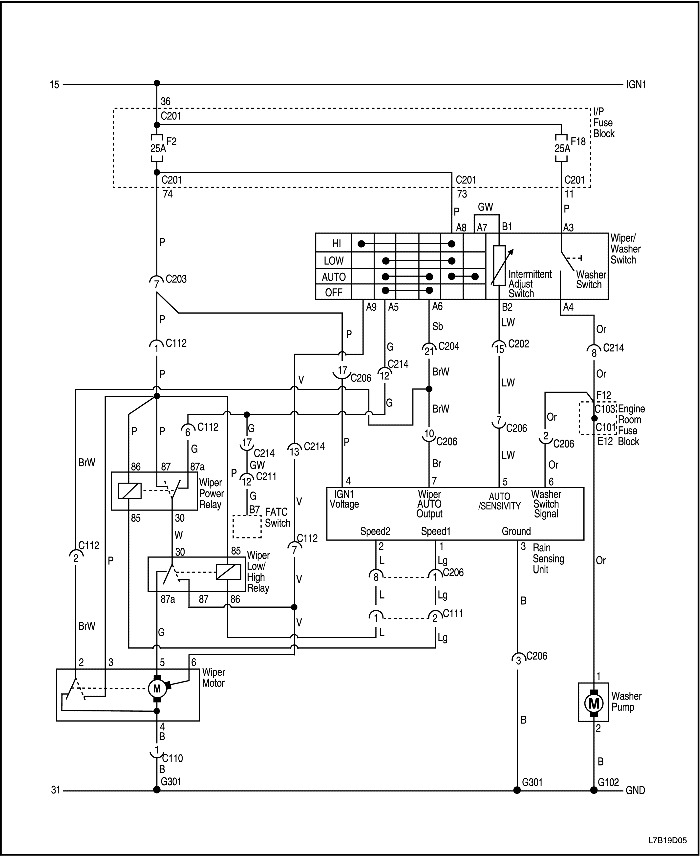 15
IGN1
36
C201
I/P
Fuse
Block
F2
25A
F18
25A
C201
74
C201
73
C201
11
P
GW
P
P
A8
A7
B1
A3
HI
LOW
AUTO
OFF
Intermittent
Adjust
Switch
Washer
Switch
Wiper/
Washer
Switch
7
C203
A9
A5
A6
B2
A4
P
P
G
Sb
LW
Or
1
C112
21
C204
15
C202
8
C214
17
C206
12
C214
P
V
G
BrW
BrW
LW
Or
F12
C103
C101
E12
Engine
Room
Fuse
Block
6
C112
G
17
C214
GW
12
C211
G
B7
FATC
Switch
13
C214
10
C206
7
C206
2
C206
Or
Or
BrW
P
P
G
P
P
Br
LW
86
87
87a
Wiper
Power
Relay
85
30
W
4
7
5
6
IGN1
Voltage
Wiper
AUTO
Output
AUTO
/SENSIVITY
Washer
Switch
Signal
Speed2
Speed1
Ground
Rain
Sensing
Unit
2
1
3
V
7
C112
V
30
85
Wiper
Low/
High
Relay
87a
87
86
2
C112
P
L
Lg
8
1
C206
L
Lg
1
2
C111
L
Lg
B
Or
BrW
G
V
3
C206
B
2
3
5
6
Wiper
Motor
M
4
B
1
C110
B
1
M
Washer
Pump
2
B
31
G301
G301
G102
GND
L7B19D05